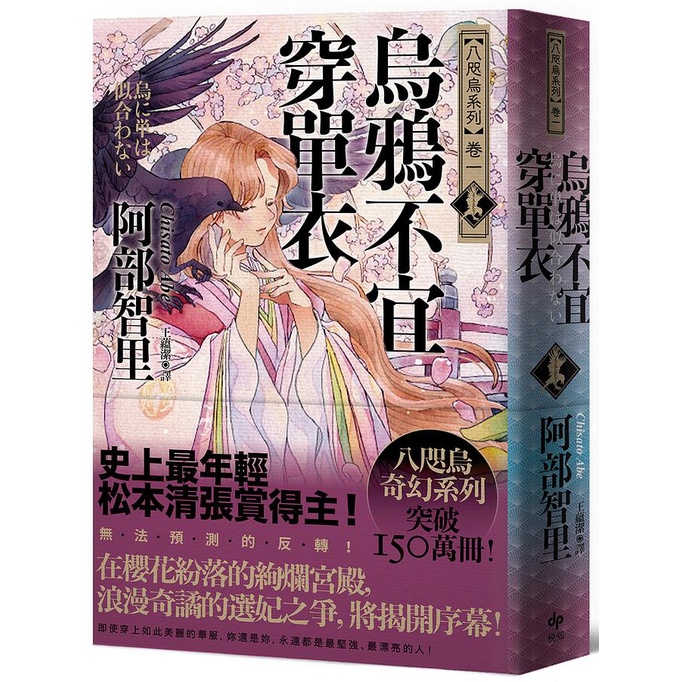 【八咫烏系列】卷一
烏鴉不宜
穿單衣
烏に単は
似合わない
阿部智里
Chisato Abe
王蘊潔◎譯
史上最年輕
松本清張賞得主！
無・法・預・測・的・反・轉！
在櫻花紛落的絢爛宮殿，
浪漫奇譎的選妃之爭，將揭開序幕！
即使穿上如此美麗的華服，妳還是妳，永遠都是最堅強、最漂亮的人！
八咫烏
奇幻系列
突破
150萬冊！
【八咫烏系列】卷一
烏鴉不宜
穿單衣
阿部智里
Chisato Abe
王蘊潔◎譯
dp
悅知